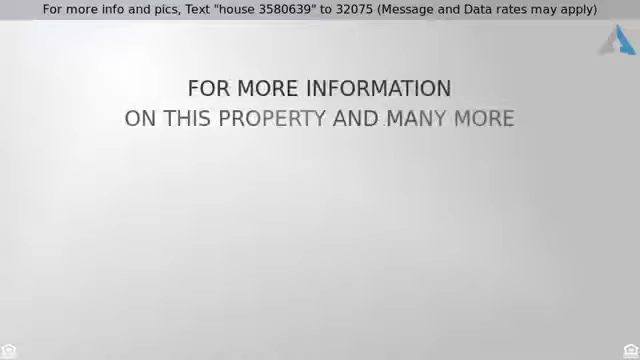 For more info and pics, Text "house 3580639" to 32075 (Message and Data rates may apply)
FOR MORE INFORMATION
ON THIS PROPERTY AND MANY MORE